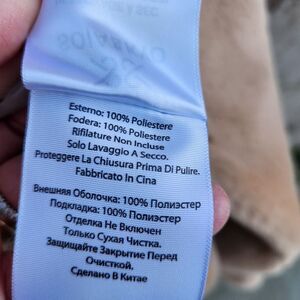 Esterno: 100% Poliestere
Fodera: 100% Poliestere
Rifilature Non Incluse
Solo Lavaggio A Secco.
Proteggere La Chiusura Prima Di Pulire.
Fabbricato In Cina
Внешняя Оболочка: 100% Полиэстер
Подкладка: 100% Полиэстер
Отделка Не Включен
Только Сухая Чистка.
Защищайте Закрытие Перед
Очисткой.
Сделано В Китае